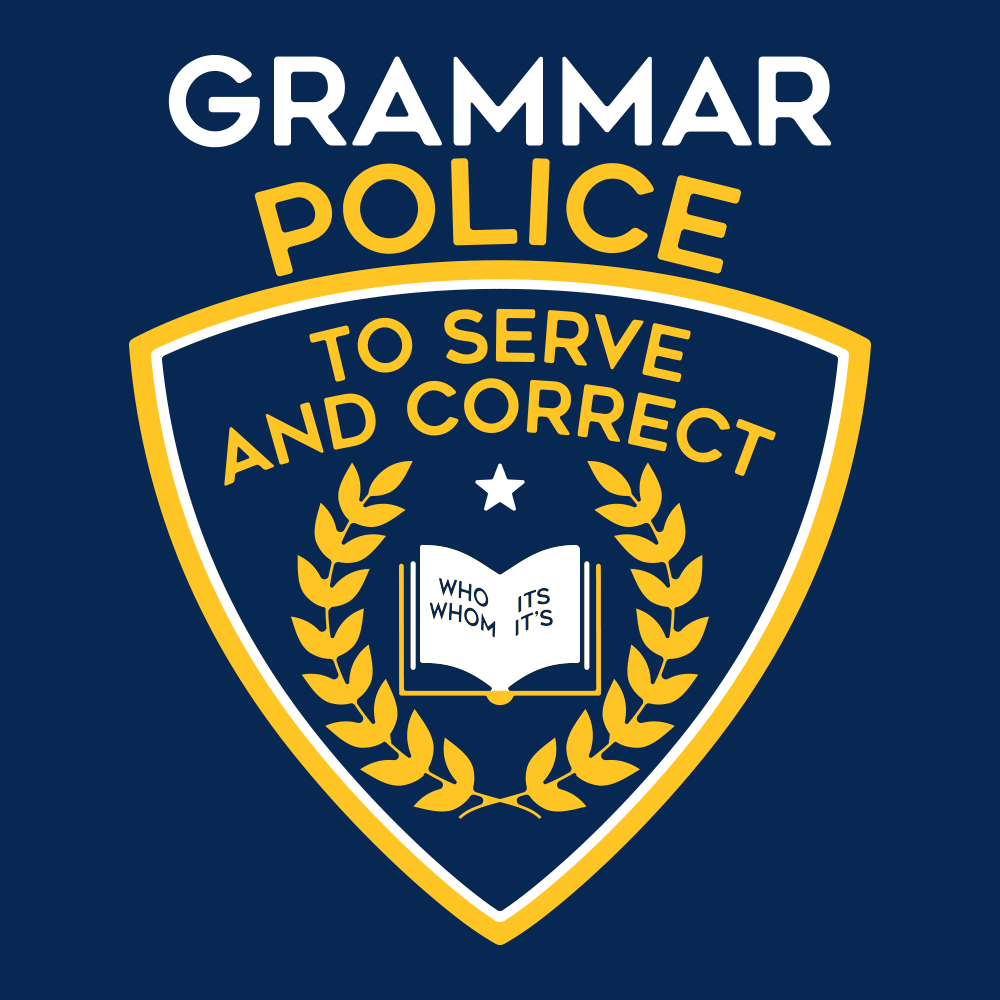 GRAMMAR
POLICE
TO SERVE
AND CORRECT
WHO
WHOM
ITS
IT'S